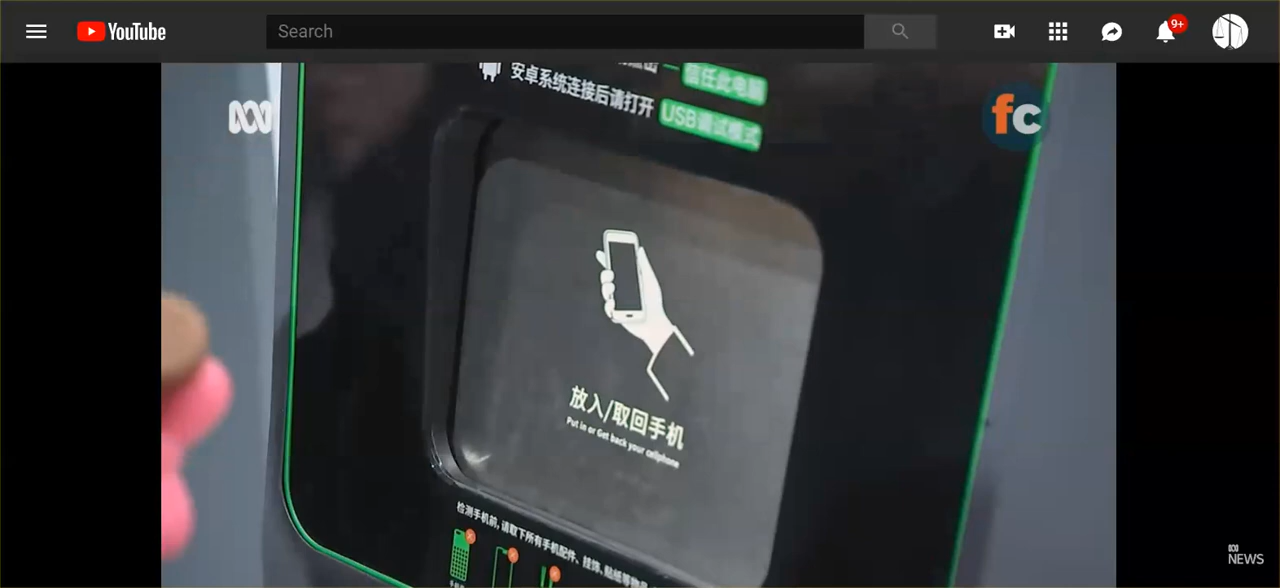 YouTube
Search
9+
信任此电脑
安卓系统连接后请打开 USB调试模式
fc
放入/取回手机
Put in or Get back your cellphone
检测手机前, 请取下所有手机配件、挂饰、贴纸等物品
NEWS